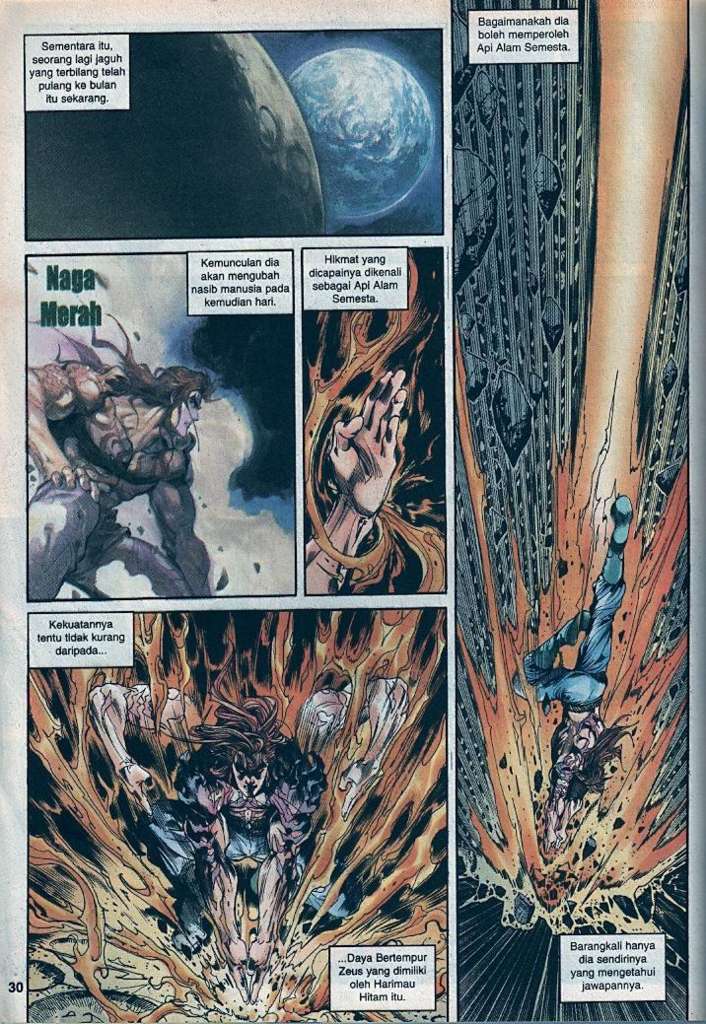 Sementara itu,
seorang lagi jaguh
yang terbilang telah
pulang ke bulan
itu sekarang.
Naga
Merah
Kemunculan dia
akan mengubah
nasib manusia pada
kemudian hari.
Hikmat yang
dicapainya dikenali
sebagai Api Alam
Semesta.
Kekuatannya
tentu tidak kurang
daripada...
...Daya Bertempur
Zeus yang dimiliki
oleh Harimau
Hitam itu.
Bagaimanakah dia
boleh memperoleh
Api Alam Semesta.
Barangkali hanya
dia sendirinya
yang mengetahui
jawapannya.
30